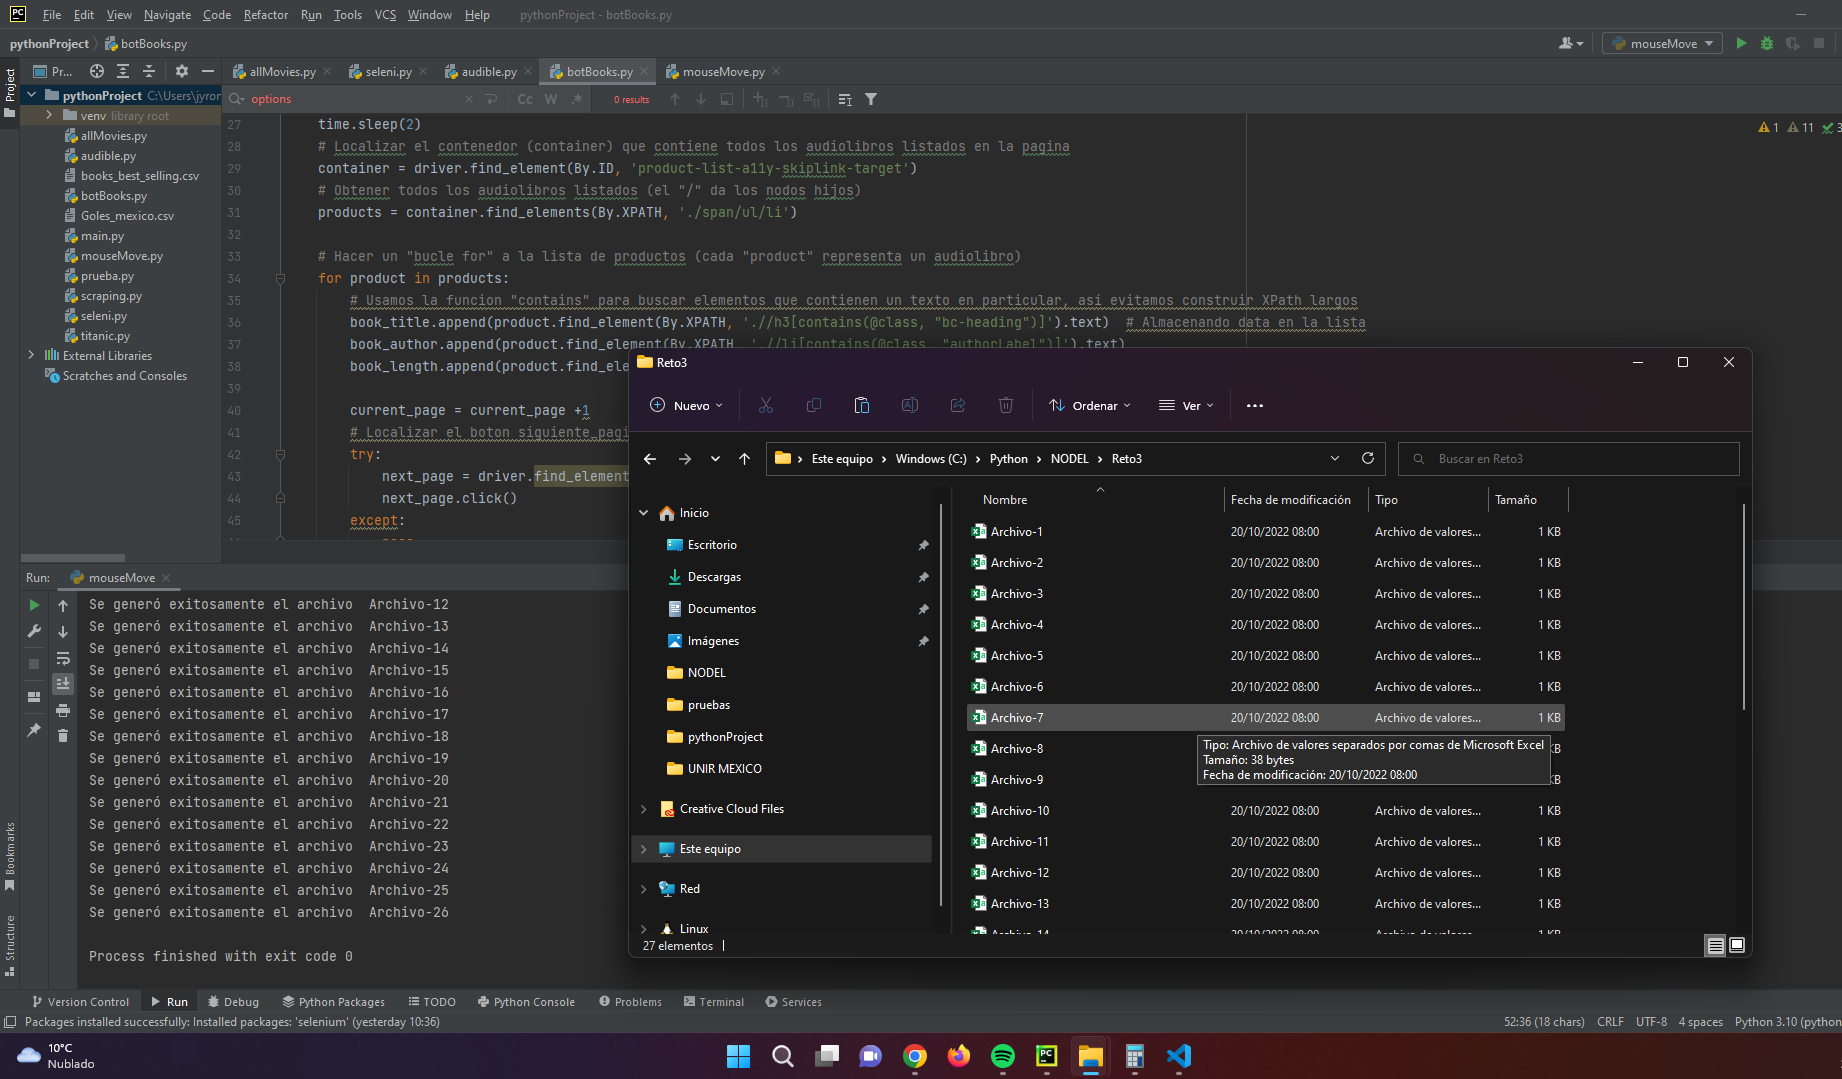 PC File Edit View Navigate Code Refactor Run Tools VCS Window Help pythonProject - botBooks.py
pythonProject botBooks.py mouseMove
Project
Pr... allMovies.py seleni.py audible.py botBooks.py mouseMove.py
pythonProject C:\Users\jyron
venv library root
allMovies.py
audible.py
books_best_selling.csv
botBooks.py
Goles_mexico.csv
main.py
mouseMove.py
prueba.py
scraping.py
seleni.py
titanic.py
External Libraries
Scratches and Consoles
options Cc W .* 0 results
1 11 3
27 time.sleep(2)
28 # Localizar el contenedor (container) que contiene todos los audiolibros listados en la pagina
29 container = driver.find_element(By.ID, 'product-list-a11y-skiplink-target')
30 # Obtener todos los audiolibros listados (el "/" da los nodos hijos)
31 products = container.find_elements(By.XPATH, './span/ul/li')
32
33 # Hacer un "bucle for" a la lista de productos (cada "product" representa un audiolibro)
34 for product in products:
35 # Usamos la funcion "contains" para buscar elementos que contienen un texto en particular, así evitamos construir XPath largos
36 book_title.append(product.find_element(By.XPATH, './/h3[contains(@class, "bc-heading")]').text) # Almacenando data en la lista
37 book_author.append(product.find_element(By.XPATH, './/li[contains(@class, "authorLabel")]').text)
38 book_length.append(product.find_ele
39
40 current_page = current_page +1
41 # Localizar el boton siguiente_pagi
42 try:
43 next_page = driver.find_element
44 next_page.click()
45 except:
Run: mouseMove
Se generó exitosamente el archivo Archivo-12
Se generó exitosamente el archivo Archivo-13
Se generó exitosamente el archivo Archivo-14
Se generó exitosamente el archivo Archivo-15
Se generó exitosamente el archivo Archivo-16
Se generó exitosamente el archivo Archivo-17
Se generó exitosamente el archivo Archivo-18
Se generó exitosamente el archivo Archivo-19
Se generó exitosamente el archivo Archivo-20
Se generó exitosamente el archivo Archivo-21
Se generó exitosamente el archivo Archivo-22
Se generó exitosamente el archivo Archivo-23
Se generó exitosamente el archivo Archivo-24
Se generó exitosamente el archivo Archivo-25
Se generó exitosamente el archivo Archivo-26
Process finished with exit code 0
Bookmarks
Structure
Reto3
Nuevo Ordenar Ver
Este equipo Windows (C:) Python NODEL Reto3 Buscar en Reto3
Inicio
Escritorio
Descargas
Documentos
Imágenes
NODEL
pruebas
pythonProject
UNIR MEXICO
Creative Cloud Files
Este equipo
Red
Linux
Nombre Fecha de modificación Tipo Tamaño
Archivo-1 20/10/2022 08:00 Archivo de valores... 1 KB
Archivo-2 20/10/2022 08:00 Archivo de valores... 1 KB
Archivo-3 20/10/2022 08:00 Archivo de valores... 1 KB
Archivo-4 20/10/2022 08:00 Archivo de valores... 1 KB
Archivo-5 20/10/2022 08:00 Archivo de valores... 1 KB
Archivo-6 20/10/2022 08:00 Archivo de valores... 1 KB
Archivo-7 20/10/2022 08:00 Archivo de valores... 1 KB
Archivo-8 KB
Archivo-9 KB
Tipo: Archivo de valores separados por comas de Microsoft Excel
Tamaño: 38 bytes
Fecha de modificación: 20/10/2022 08:00
Archivo-10 20/10/2022 08:00 Archivo de valores... 1 KB
Archivo-11 20/10/2022 08:00 Archivo de valores... 1 KB
Archivo-12 20/10/2022 08:00 Archivo de valores... 1 KB
Archivo-13 20/10/2022 08:00 Archivo de valores... 1 KB
Archivo-14 20/10/2022 08:00 Archivo de valores... 1 KB
27 elementos
Version Control Run Debug Python Packages TODO Python Console Problems Terminal Services
Packages installed successfully: Installed packages: 'selenium' (yesterday 10:36) 52:36 (18 chars) CRLF UTF-8 4 spaces Python 3.10 (python
10°C
Nublado
PC